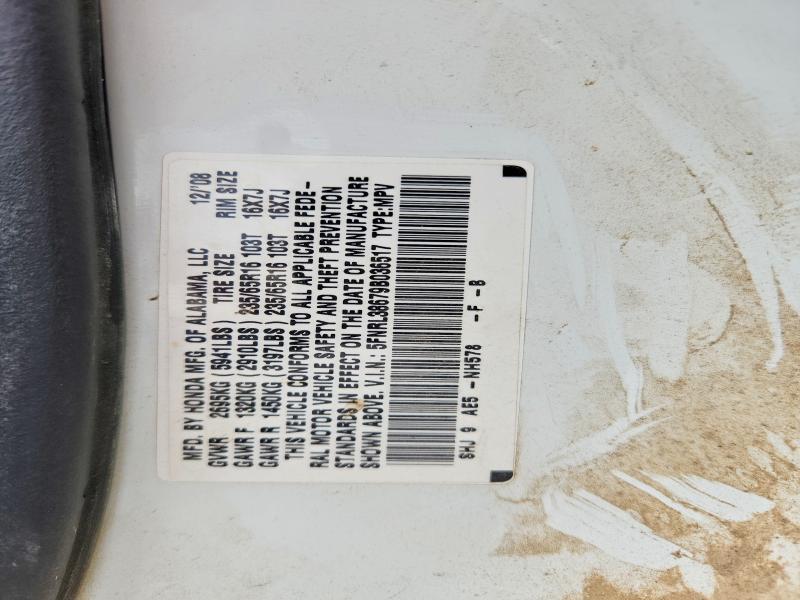 MFD. BY HONDA MFG. OF ALABAMA, LLC 12/'08
GVWR 2695KG (5941LBS) TIRE SIZE RIM SIZE
GAWR F 1320KG (2910LBS) 235/65R16 103T 16X7J
GAWR R 1450KG (3197LBS) 235/65R16 103T 16X7J
THIS VEHICLE CONFORMS TO ALL APPLICABLE FEDE-
RAL MOTOR VEHICLE SAFETY AND THEFT PREVENTION
STANDARDS IN EFFECT ON THE DATE OF MANUFACTURE
SHOWN ABOVE. V.I.N.: 5FNRL38679B036517 TYPE:MPV
SHJ 9 AE5 -NH578 -F -B